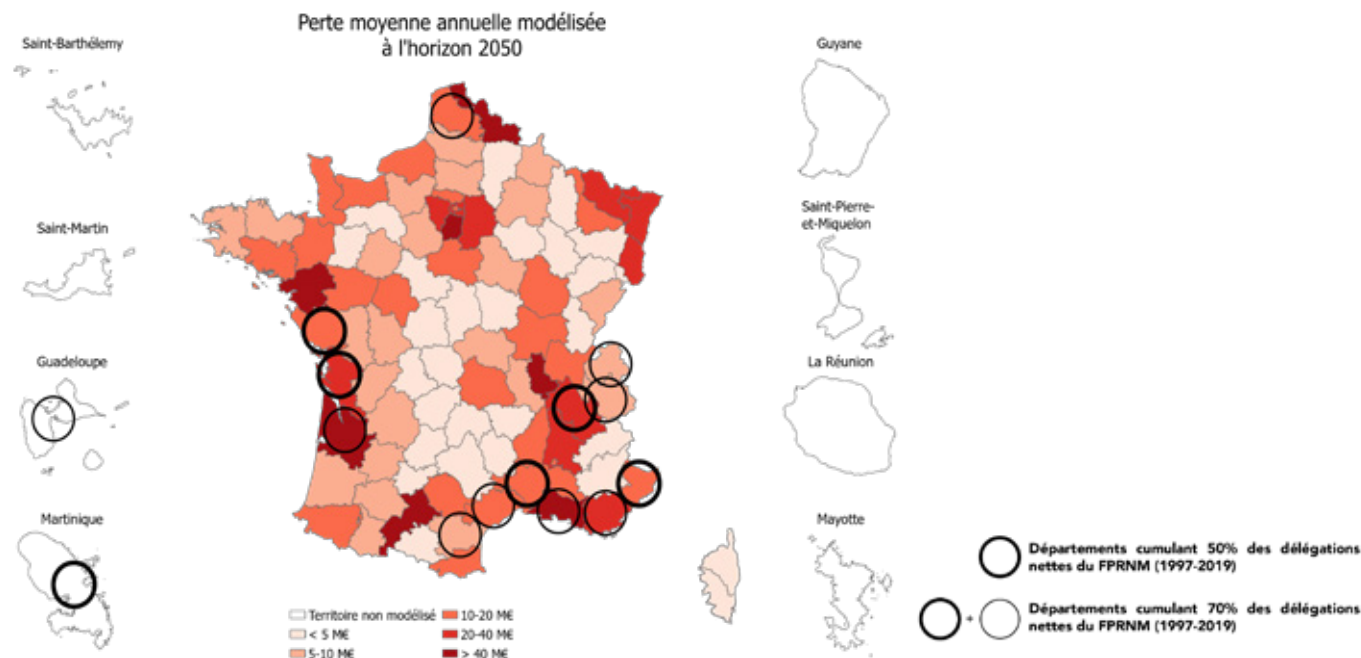 Perte moyenne annuelle modélisée
à l'horizon 2050
Saint-Barthélemy
Guyane
Saint-Martin
Saint-Pierre-
et-Miquelon
Guadeloupe
La Réunion
Martinique
Mayotte
Territoire non modélisé
< 5 M€
5-10 M€
10-20 M€
20-40 M€
> 40 M€
Départements cumulant 50% des délégations
nettes du FPRNM (1997-2019)
+
Départements cumulant 70% des délégations
nettes du FPRNM (1997-2019)